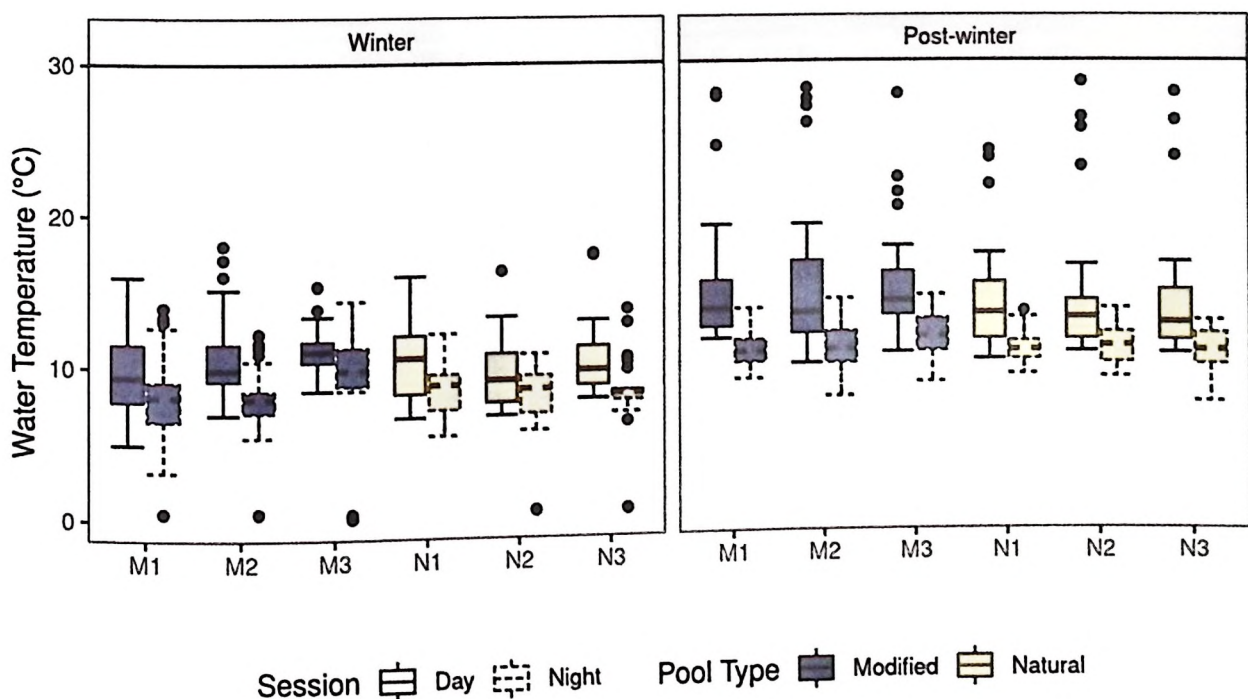 Winter
Post-winter
Water Temperature (°C)
30
20
10
0
M1 M2 M3 N1 N2 N3
M1 M2 M3 N1 N2 N3
Session Day Night Pool Type Modified Natural